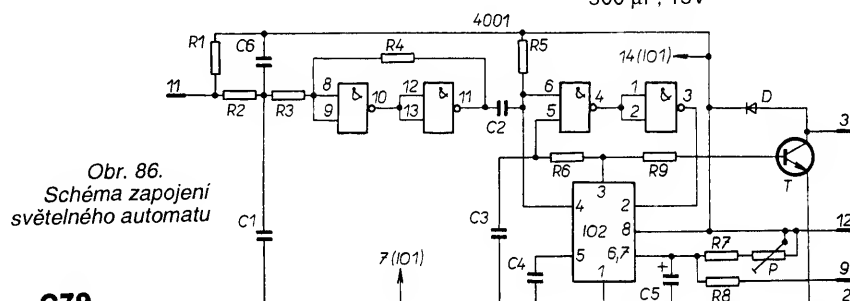 300 µF, 15V
4001
R1
C6
R4
R5
14(IO1)
11
R2
R3
8
9
&
10
12
13
&
11
C2
6
5
&
4
1
2
&
3
D
3
Obr. 86.
Schéma zapojení
světelného automatu
R6
R9
T
C1
C3
3
4
2
IO2
8
12
5
6,7
1
7(IO1)
C4
+
C5
R7
P
R8
9
2